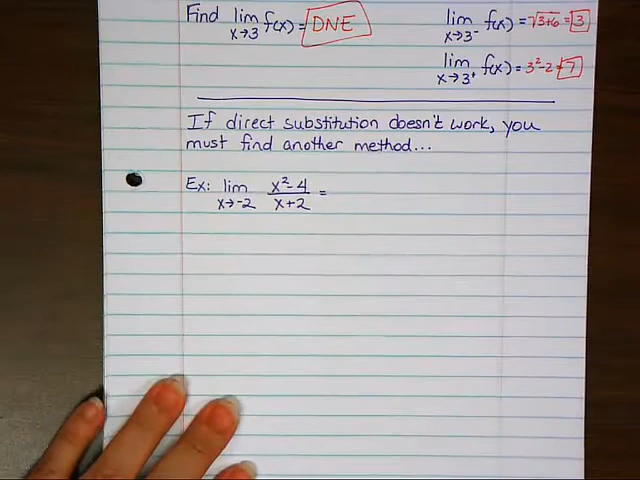 Find lim x→3 f(x) = DNE
lim x→3⁻ f(x) = √3+6 = 3
lim x→3⁺ f(x) = 3²-2 = 7
If direct substitution doesn't work, you
must find another method...
Ex: lim x→-2 x²-4 / x+2 =